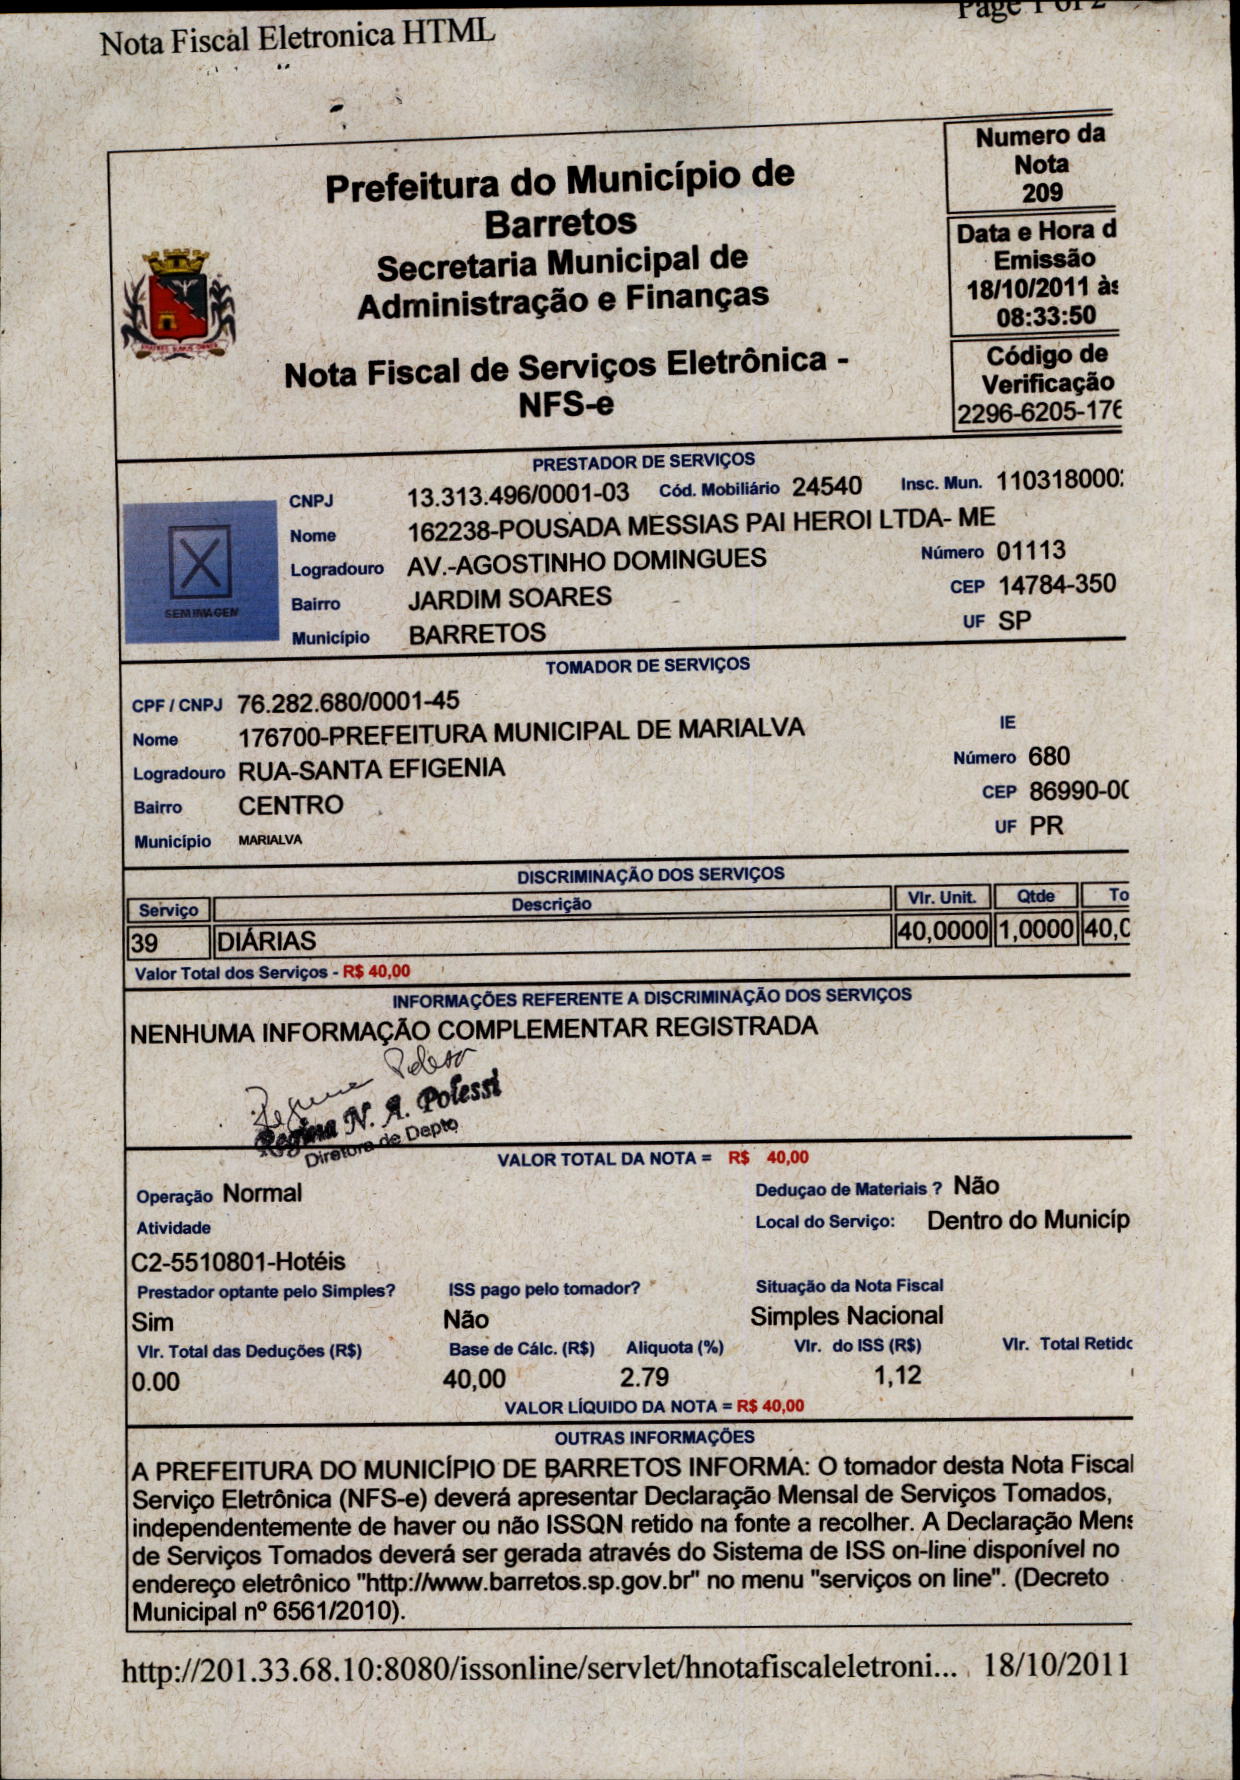 Nota Fiscal Eletronica HTML
Page 1 of 2
Prefeitura do Município de
Barretos
Secretaria Municipal de
Administração e Finanças
Nota Fiscal de Serviços Eletrônica -
NFS-e
Numero da
Nota
209
Data e Hora d
Emissão
18/10/2011 às
08:33:50
Código de
Verificação
2296-6205-176
PRESTADOR DE SERVIÇOS
CNPJ 13.313.496/0001-03 Cód. Mobiliário 24540 Insc. Mun. 110318000
Nome 162238-POUSADA MESSIAS PAI HEROI LTDA- ME
Logradouro AV.-AGOSTINHO DOMINGUES Número 01113
Bairro JARDIM SOARES CEP 14784-350
Município BARRETOS UF SP
SEM IMAGEM
TOMADOR DE SERVIÇOS
CPF / CNPJ 76.282.680/0001-45
Nome 176700-PREFEITURA MUNICIPAL DE MARIALVA IE
Logradouro RUA-SANTA EFIGENIA Número 680
Bairro CENTRO CEP 86990-0
Município MARIALVA UF PR
DISCRIMINAÇÃO DOS SERVIÇOS
Serviço Descrição Vlr. Unit. Qtde To
39 DIÁRIAS 40,0000 1,0000 40,0
Valor Total dos Serviços - R$ 40,00
INFORMAÇÕES REFERENTE A DISCRIMINAÇÃO DOS SERVIÇOS
NENHUMA INFORMAÇÃO COMPLEMENTAR REGISTRADA
Regina N. A. Polessi
Diretora de Depto
VALOR TOTAL DA NOTA = R$ 40,00
Operação Normal Deduçao de Materiais ? Não
Atividade Local do Serviço: Dentro do Municíp
C2-5510801-Hotéis
Prestador optante pelo Simples? ISS pago pelo tomador? Situação da Nota Fiscal
Sim Não Simples Nacional
Vlr. Total das Deduções (R$) Base de Cálc. (R$) Aliquota (%) Vlr. do ISS (R$) Vlr. Total Retido
0.00 40,00 2.79 1,12
VALOR LÍQUIDO DA NOTA = R$ 40,00
OUTRAS INFORMAÇÕES
A PREFEITURA DO MUNICÍPIO DE BARRETOS INFORMA: O tomador desta Nota Fiscal
Serviço Eletrônica (NFS-e) deverá apresentar Declaração Mensal de Serviços Tomados,
independentemente de haver ou não ISSQN retido na fonte a recolher. A Declaração Mens
de Serviços Tomados deverá ser gerada através do Sistema de ISS on-line disponível no
endereço eletrônico "http://www.barretos.sp.gov.br" no menu "serviços on line". (Decreto
Municipal nº 6561/2010).
http://201.33.68.10:8080/issonline/servlet/hnotafiscaleletroni... 18/10/2011